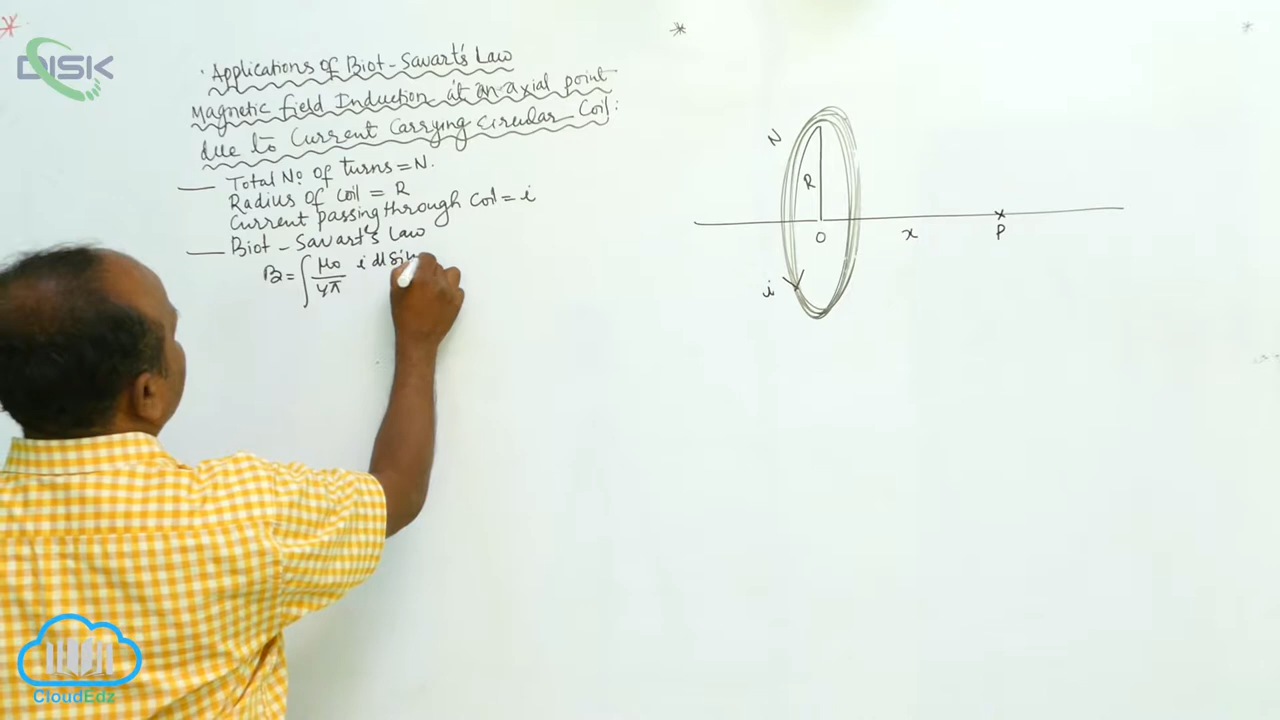 DISK
Applications of Biot-Savart's Law
Magnetic field Induction at an axial point
due to Current Carrying Circular Coil:
Total No of turns = N.
Radius of coil = R
Current passing through Coil = i
Biot-Savart's Law
B = ∫ μ0/4π i dl Sin
N
R
O
x
P
i
CloudEdz